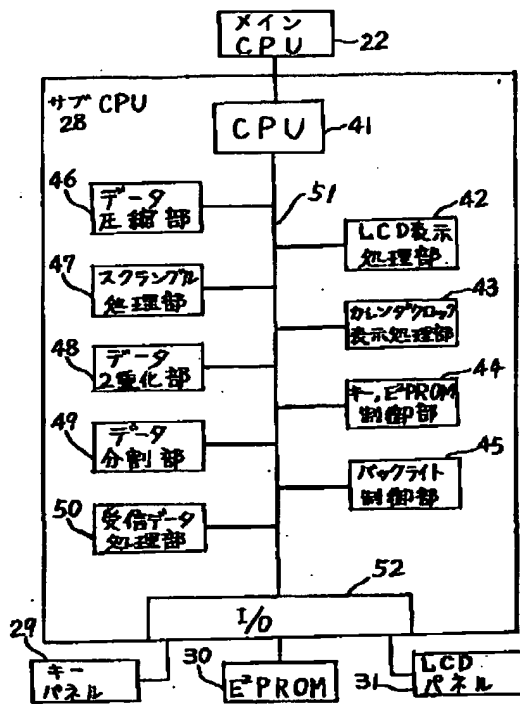 メイン
CPU
22
サブCPU
28
CPU
41
46
データ
圧縮部
51
42
LCD表示
処理部
47
スクランブル
処理部
43
カレンダクロック
表示処理部
48
データ
2重化部
44
キー,E²PROM
制御部
49
データ
分割部
45
バックライト
制御部
50
受信データ
処理部
52
I/O
29
キー
パネル
30
E²PROM
31
LCD
パネル